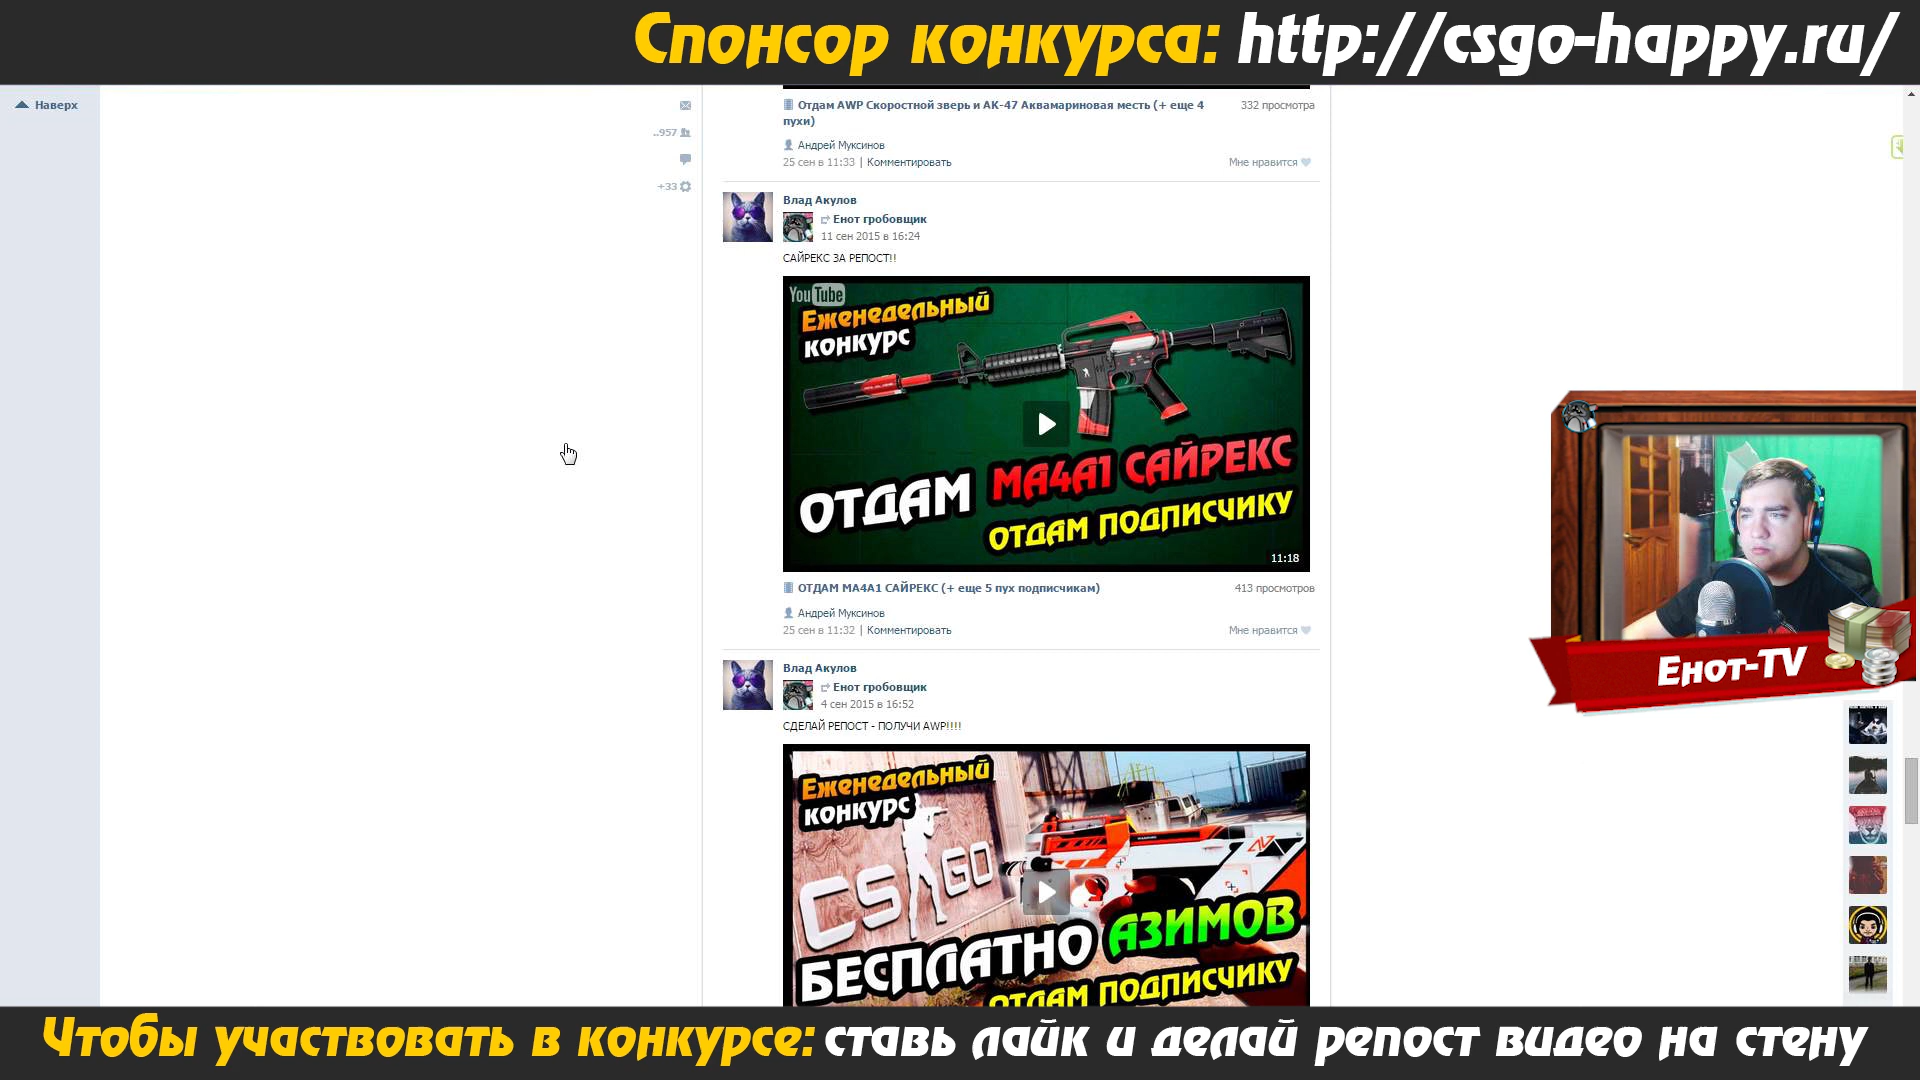 Спонсор конкурса: http://csgo-happy.ru/
Наверх
..957
+33
Отдам AWP Скоростной зверь и АК-47 Аквамариновая месть (+ еще 4 пухи)
332 просмотра
Андрей Муксинов
25 сен в 11:33 | Комментировать
Мне нравится
Влад Акулов
Енот гробовщик
11 сен 2015 в 16:24
САЙРЕКС ЗА РЕПОСТ!!
YouTube
Еженедельный
конкурс
ОТДАМ МА4А1 САЙРЕКС
ОТДАМ ПОДПИСЧИКУ
11:18
ОТДАМ МА4А1 САЙРЕКС (+ еще 5 пух подписчикам)
413 просмотров
Андрей Муксинов
25 сен в 11:32 | Комментировать
Мне нравится
Енот-TV
Влад Акулов
Енот гробовщик
4 сен 2015 в 16:52
СДЕЛАЙ РЕПОСТ - ПОЛУЧИ AWP!!!!
Еженедельный
конкурс
CS GO
БЕСПЛАТНО АЗИМОВ
ОТДАМ ПОДПИСЧИКУ
Чтобы участвовать в конкурсе: ставь лайк и делай репост видео на стену